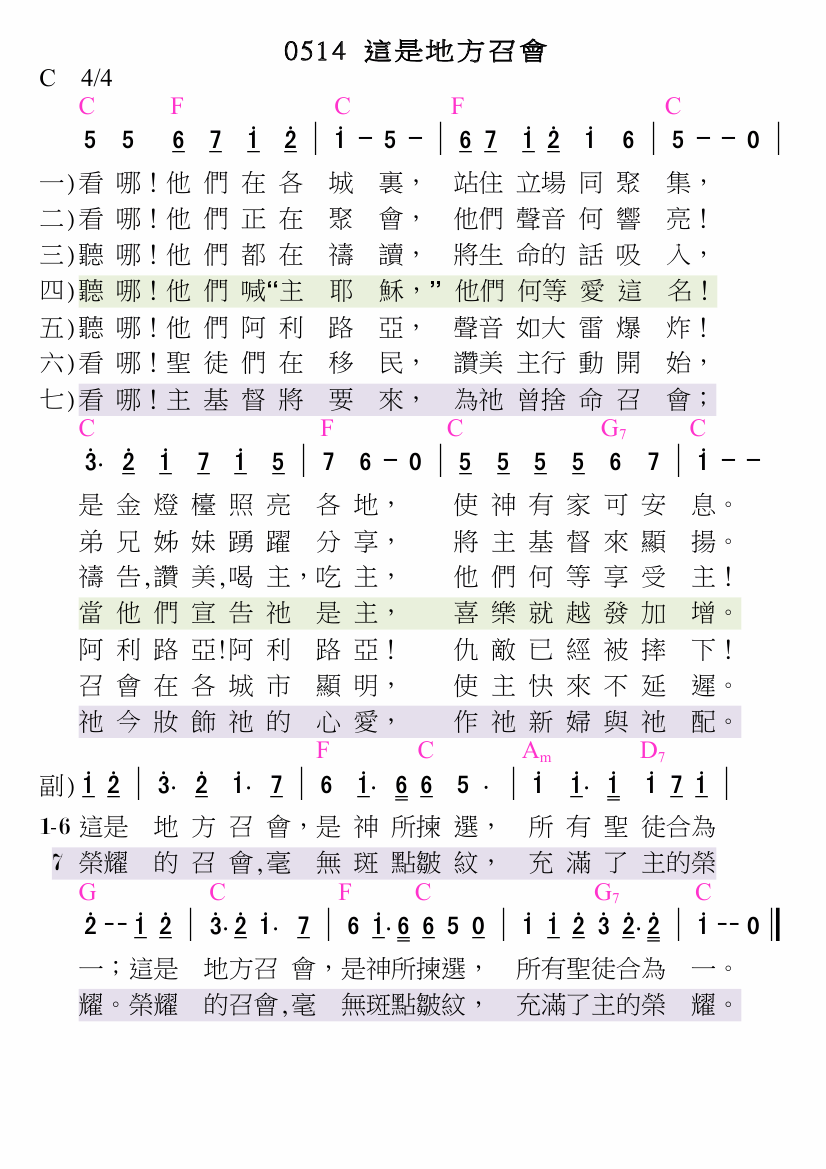 0514 這是地方召會
C 4/4
C F C F C
5 5 6 7 i 2̇ | i - 5 - | 6 7 i 2̇ i 6 | 5 - - 0 |
一)看 哪！他 們 在 各 城 裏， 站住 立場 同 聚 集，
二)看 哪！他 們 正 在 聚 會， 他們 聲音 何 響 亮！
三)聽 哪！他 們 都 在 禱 讀， 將生 命的 話 吸 入，
四)聽 哪！他 們 喊“主 耶 穌，” 他們 何等 愛 這 名！
五)聽 哪！他 們 阿 利 路 亞， 聲音 如大 雷 爆 炸！
六)看 哪！聖 徒 們 在 移 民， 讚美 主行 動 開 始，
七)看 哪！主 基 督 將 要 來， 為祂 曾捨 命 召 會；
C F C G7 C
3̇. 2̇ i 7 i 5 | 7 6 - 0 | 5 5 5 5 6 7 | i - -
是 金 燈 檯 照 亮 各 地， 使 神 有 家 可 安 息。
弟 兄 姊 妹 踴 躍 分 享， 將 主 基 督 來 顯 揚。
禱 告,讚 美,喝 主，吃 主， 他 們 何 等 享 受 主！
當 他 們 宣 告 祂 是 主， 喜 樂 就 越 發 加 增。
阿 利 路 亞!阿 利 路 亞！ 仇 敵 已 經 被 摔 下！
召 會 在 各 城 市 顯 明， 使 主 快 來 不 延 遲。
祂 今 妝 飾 祂 的 心 愛， 作 祂 新 婦 與 祂 配。
F C Am D7
副) i 2̇ | 3̇. 2̇ i. 7 | 6 i. 6 6 5 . | i i. i i 7 i |
1-6 這是 地 方 召 會，是 神 所揀 選， 所 有 聖 徒合為
7 榮耀 的 召 會,毫 無 斑 點皺 紋， 充 滿 了 主的榮
G C F C G7 C
2̇ -- i 2̇ | 3̇. 2̇ i. 7 | 6 i. 6 6 5 0 | i i 2̇ 3̇ 2̇. 2̇ | i -- 0 ‖
一；這是 地方召 會，是神所揀選， 所有聖徒合為 一。
耀。榮耀 的召會,毫 無斑點皺紋， 充滿了主的榮 耀。